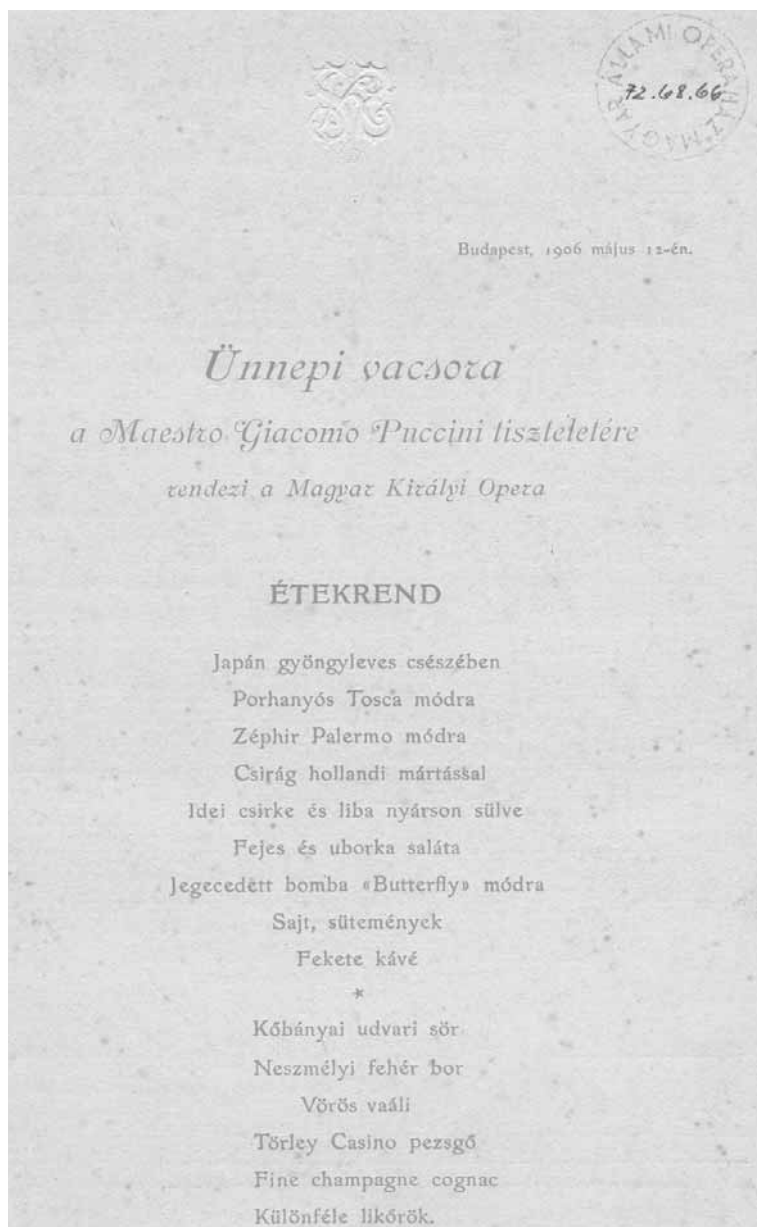 MAGYAR ÁLLAMI OPERAHÁZ
72.68.66
Budapest, 1906 május 12-én.
Ünnepi vacsora
a Maestro Giacomo Puccini tiszteletére
rendezi a Magyar Királyi Opera
ÉTEKREND
Japán gyöngyleves csészében
Porhanyós Tosca módra
Zéphir Palermo módra
Csirág hollandi mártással
Idei csirke és liba nyárson sülve
Fejes és uborka saláta
Jegecedett bomba «Butterfly» módra
Sajt, sütemények
Fekete kávé
*
Kőbányai udvari sör
Neszmélyi fehér bor
Vörös vaáli
Törley Casino pezsgő
Fine champagne cognac
Különféle likőrök.